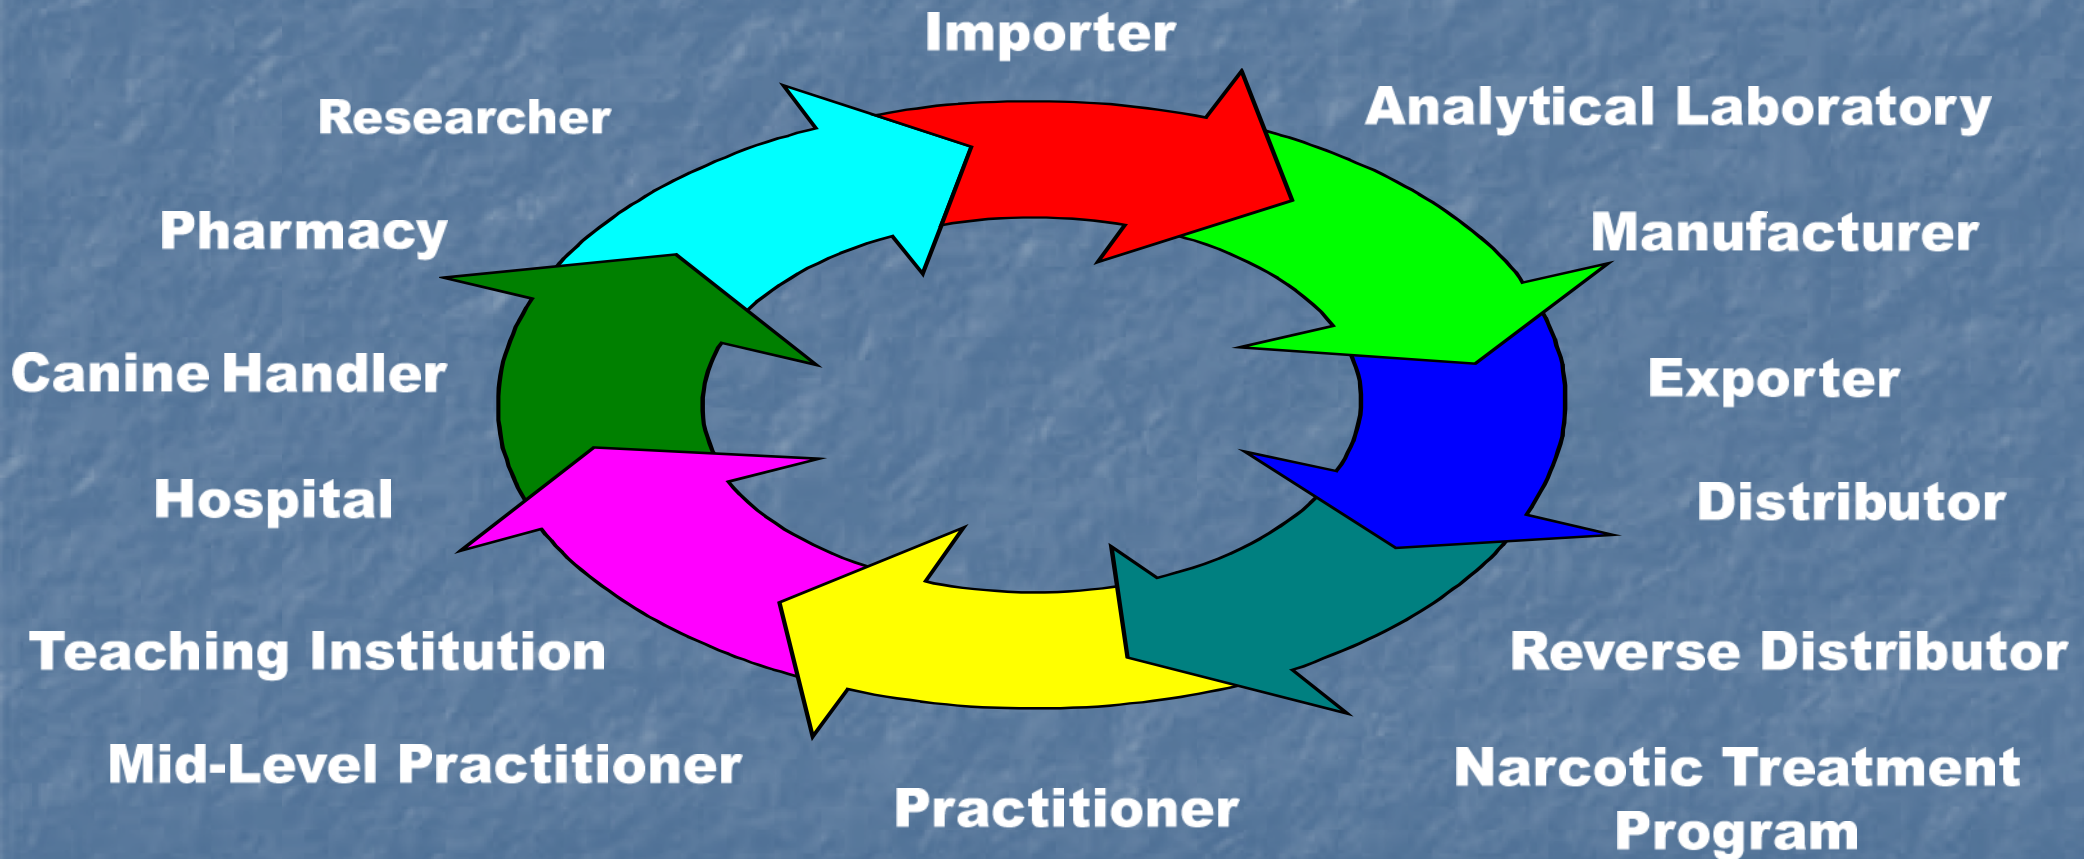 Importer
Researcher
Analytical Laboratory
Pharmacy
Manufacturer
Canine Handler
Exporter
Hospital
Distributor
Teaching Institution
Reverse Distributor
Mid-Level Practitioner
Practitioner
Narcotic Treatment
Program